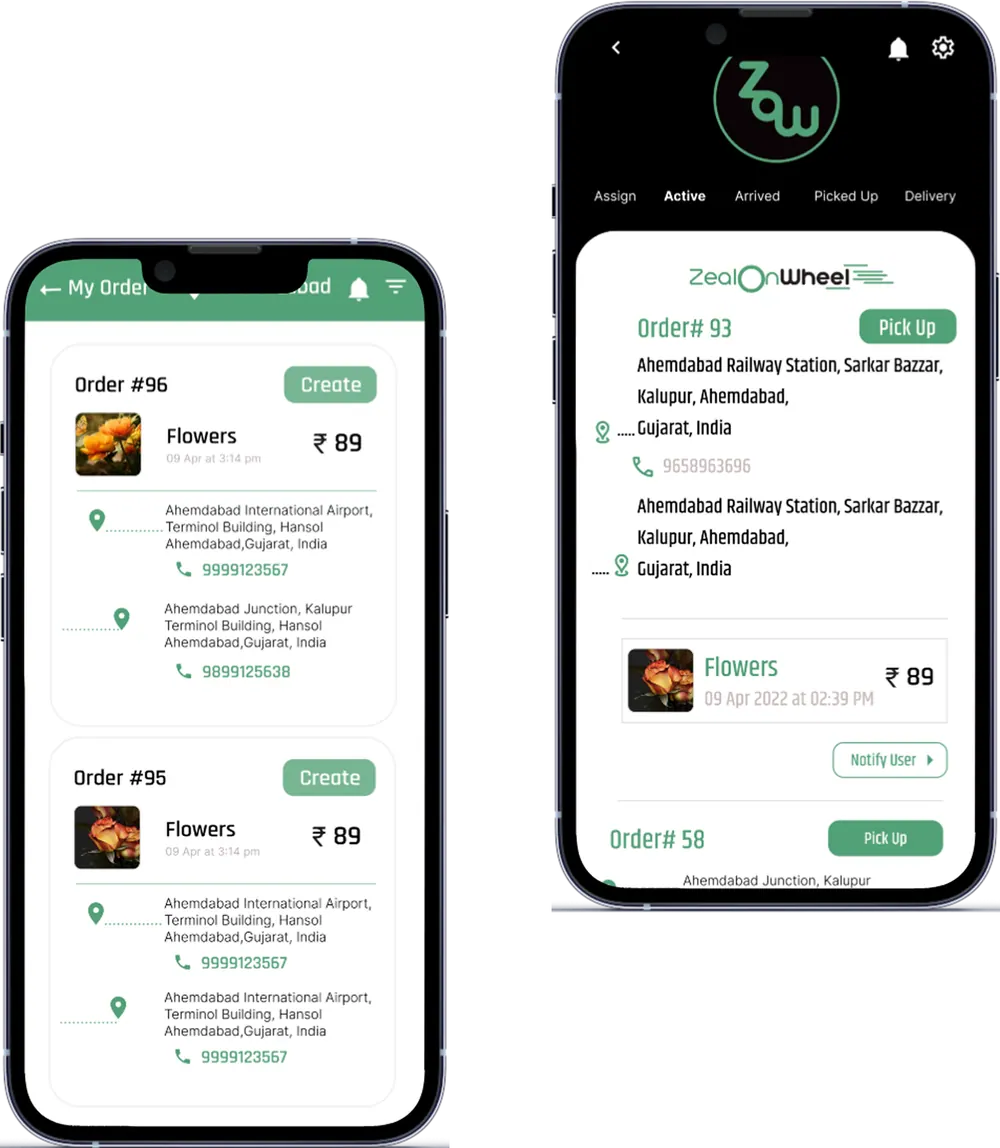 My Order
Order #96
Create
Flowers
₹ 89
09 Apr at 3:14 pm
Ahemdabad International Airport,
Terminol Building, Hansol
Ahemdabad,Gujarat, India
9999123567
Ahemdabad Junction, Kalupur
Terminol Building, Hansol
Ahemdabad,Gujarat, India
9899125638
Order #95
Create
Flowers
₹ 89
09 Apr at 3:14 pm
Ahemdabad International Airport,
Terminol Building, Hansol
Ahemdabad,Gujarat, India
9999123567
Ahemdabad International Airport,
Terminol Building, Hansol
Ahemdabad,Gujarat, India
9999123567
ZOW
Assign Active Arrived Picked Up Delivery
ZealOnWheel
Order# 93
Pick Up
Ahemdabad Railway Station, Sarkar Bazzar,
Kalupur, Ahemdabad,
Gujarat, India
9658963696
Ahemdabad Railway Station, Sarkar Bazzar,
Kalupur, Ahemdabad,
Gujarat, India
Flowers
₹ 89
09 Apr 2022 at 02:39 PM
Notify User
Order# 58
Pick Up
Ahemdabad Junction, Kalupur